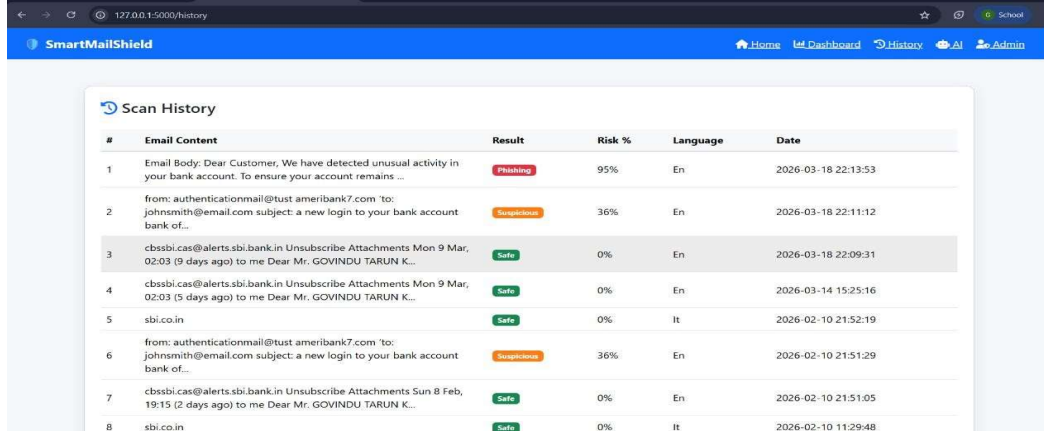 127.0.0.1:5000/history
G School
SmartMailShield
Home Dashboard History AI Admin
Scan History
# Email Content Result Risk % Language Date
1 Email Body: Dear Customer, We have detected unusual activity in
your bank account. To ensure your account remains ... Phishing 95% En 2026-03-18 22:13:53
2 from: authenticationmail@tust ameribank7.com 'to:
johnsmith@email.com subject: a new login to your bank account
bank of... Suspicious 36% En 2026-03-18 22:11:12
3 cbssbi.cas@alerts.sbi.bank.in Unsubscribe Attachments Mon 9 Mar,
02:03 (9 days ago) to me Dear Mr. GOVINDU TARUN K... Safe 0% En 2026-03-18 22:09:31
4 cbssbi.cas@alerts.sbi.bank.in Unsubscribe Attachments Mon 9 Mar,
02:03 (5 days ago) to me Dear Mr. GOVINDU TARUN K... Safe 0% En 2026-03-14 15:25:16
5 sbi.co.in Safe 0% It 2026-02-10 21:52:19
6 from: authenticationmail@tust ameribank7.com 'to:
johnsmith@email.com subject: a new login to your bank account
bank of... Suspicious 36% En 2026-02-10 21:51:29
7 cbssbi.cas@alerts.sbi.bank.in Unsubscribe Attachments Sun 8 Feb,
19:15 (2 days ago) to me Dear Mr. GOVINDU TARUN K... Safe 0% En 2026-02-10 21:51:05
8 sbi.co.in Safe 0% It 2026-02-10 11:29:48